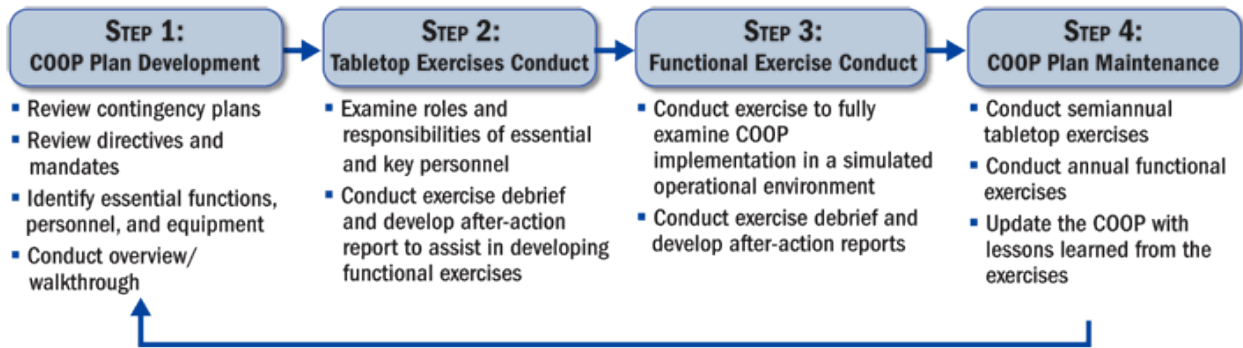 STEP 1:
COOP Plan Development
▪ Review contingency plans
▪ Review directives and
mandates
▪ Identify essential functions,
personnel, and equipment
▪ Conduct overview/
walkthrough
STEP 2:
Tabletop Exercises Conduct
▪ Examine roles and
responsibilities of essential
and key personnel
▪ Conduct exercise debrief
and develop after-action
report to assist in developing
functional exercises
STEP 3:
Functional Exercise Conduct
▪ Conduct exercise to fully
examine COOP
implementation in a simulated
operational environment
▪ Conduct exercise debrief and
develop after-action reports
STEP 4:
COOP Plan Maintenance
▪ Conduct semiannual
tabletop exercises
▪ Conduct annual functional
exercises
▪ Update the COOP with
lessons learned from the
exercises